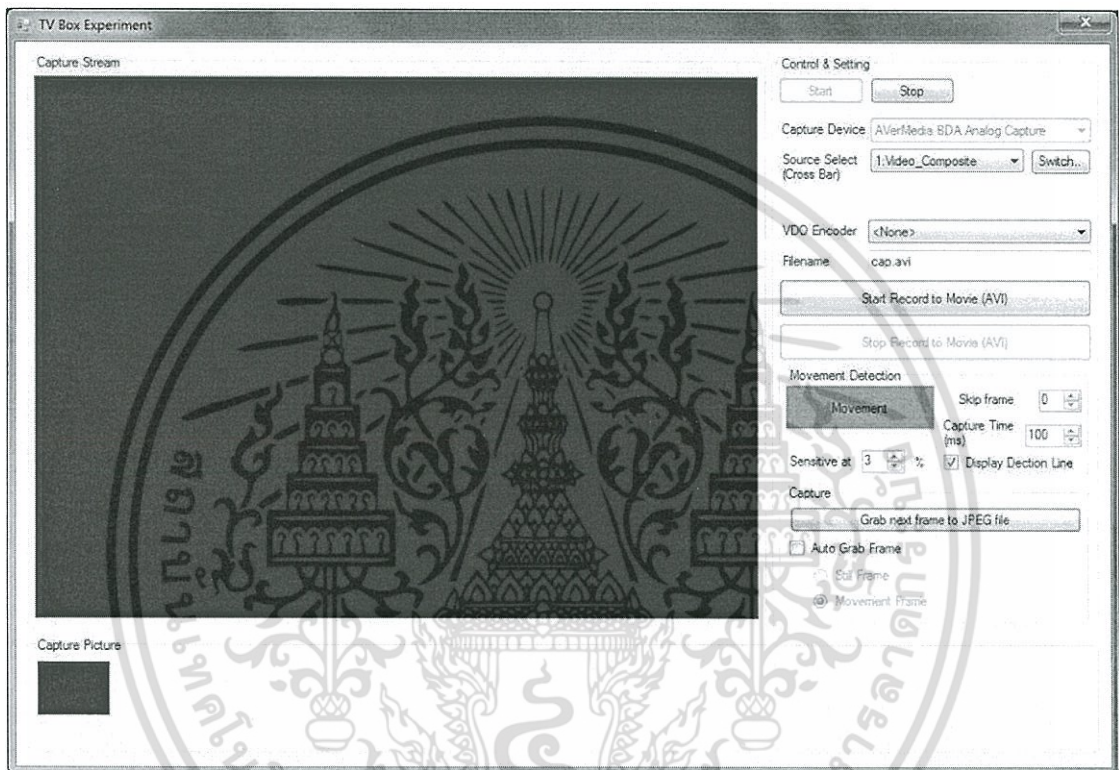 TV Box Experiment
Capture Stream
Control & Setting
Start Stop
Capture Device AVerMedia BDA Analog Capture
Source Select (Cross Bar) 1:Video_Composite Switch..
VDO Encoder <None>
Filename cap.avi
Start Record to Movie (AVI)
Stop Record to Movie (AVI)
Movement Detection
Movement
Skip frame 0
Capture Time (ms) 100
Sensitive at 3 %
Display Dection Line
Capture
Grab next frame to JPEG file
Auto Grab Frame
Still Frame
Movement Frame
Capture Picture